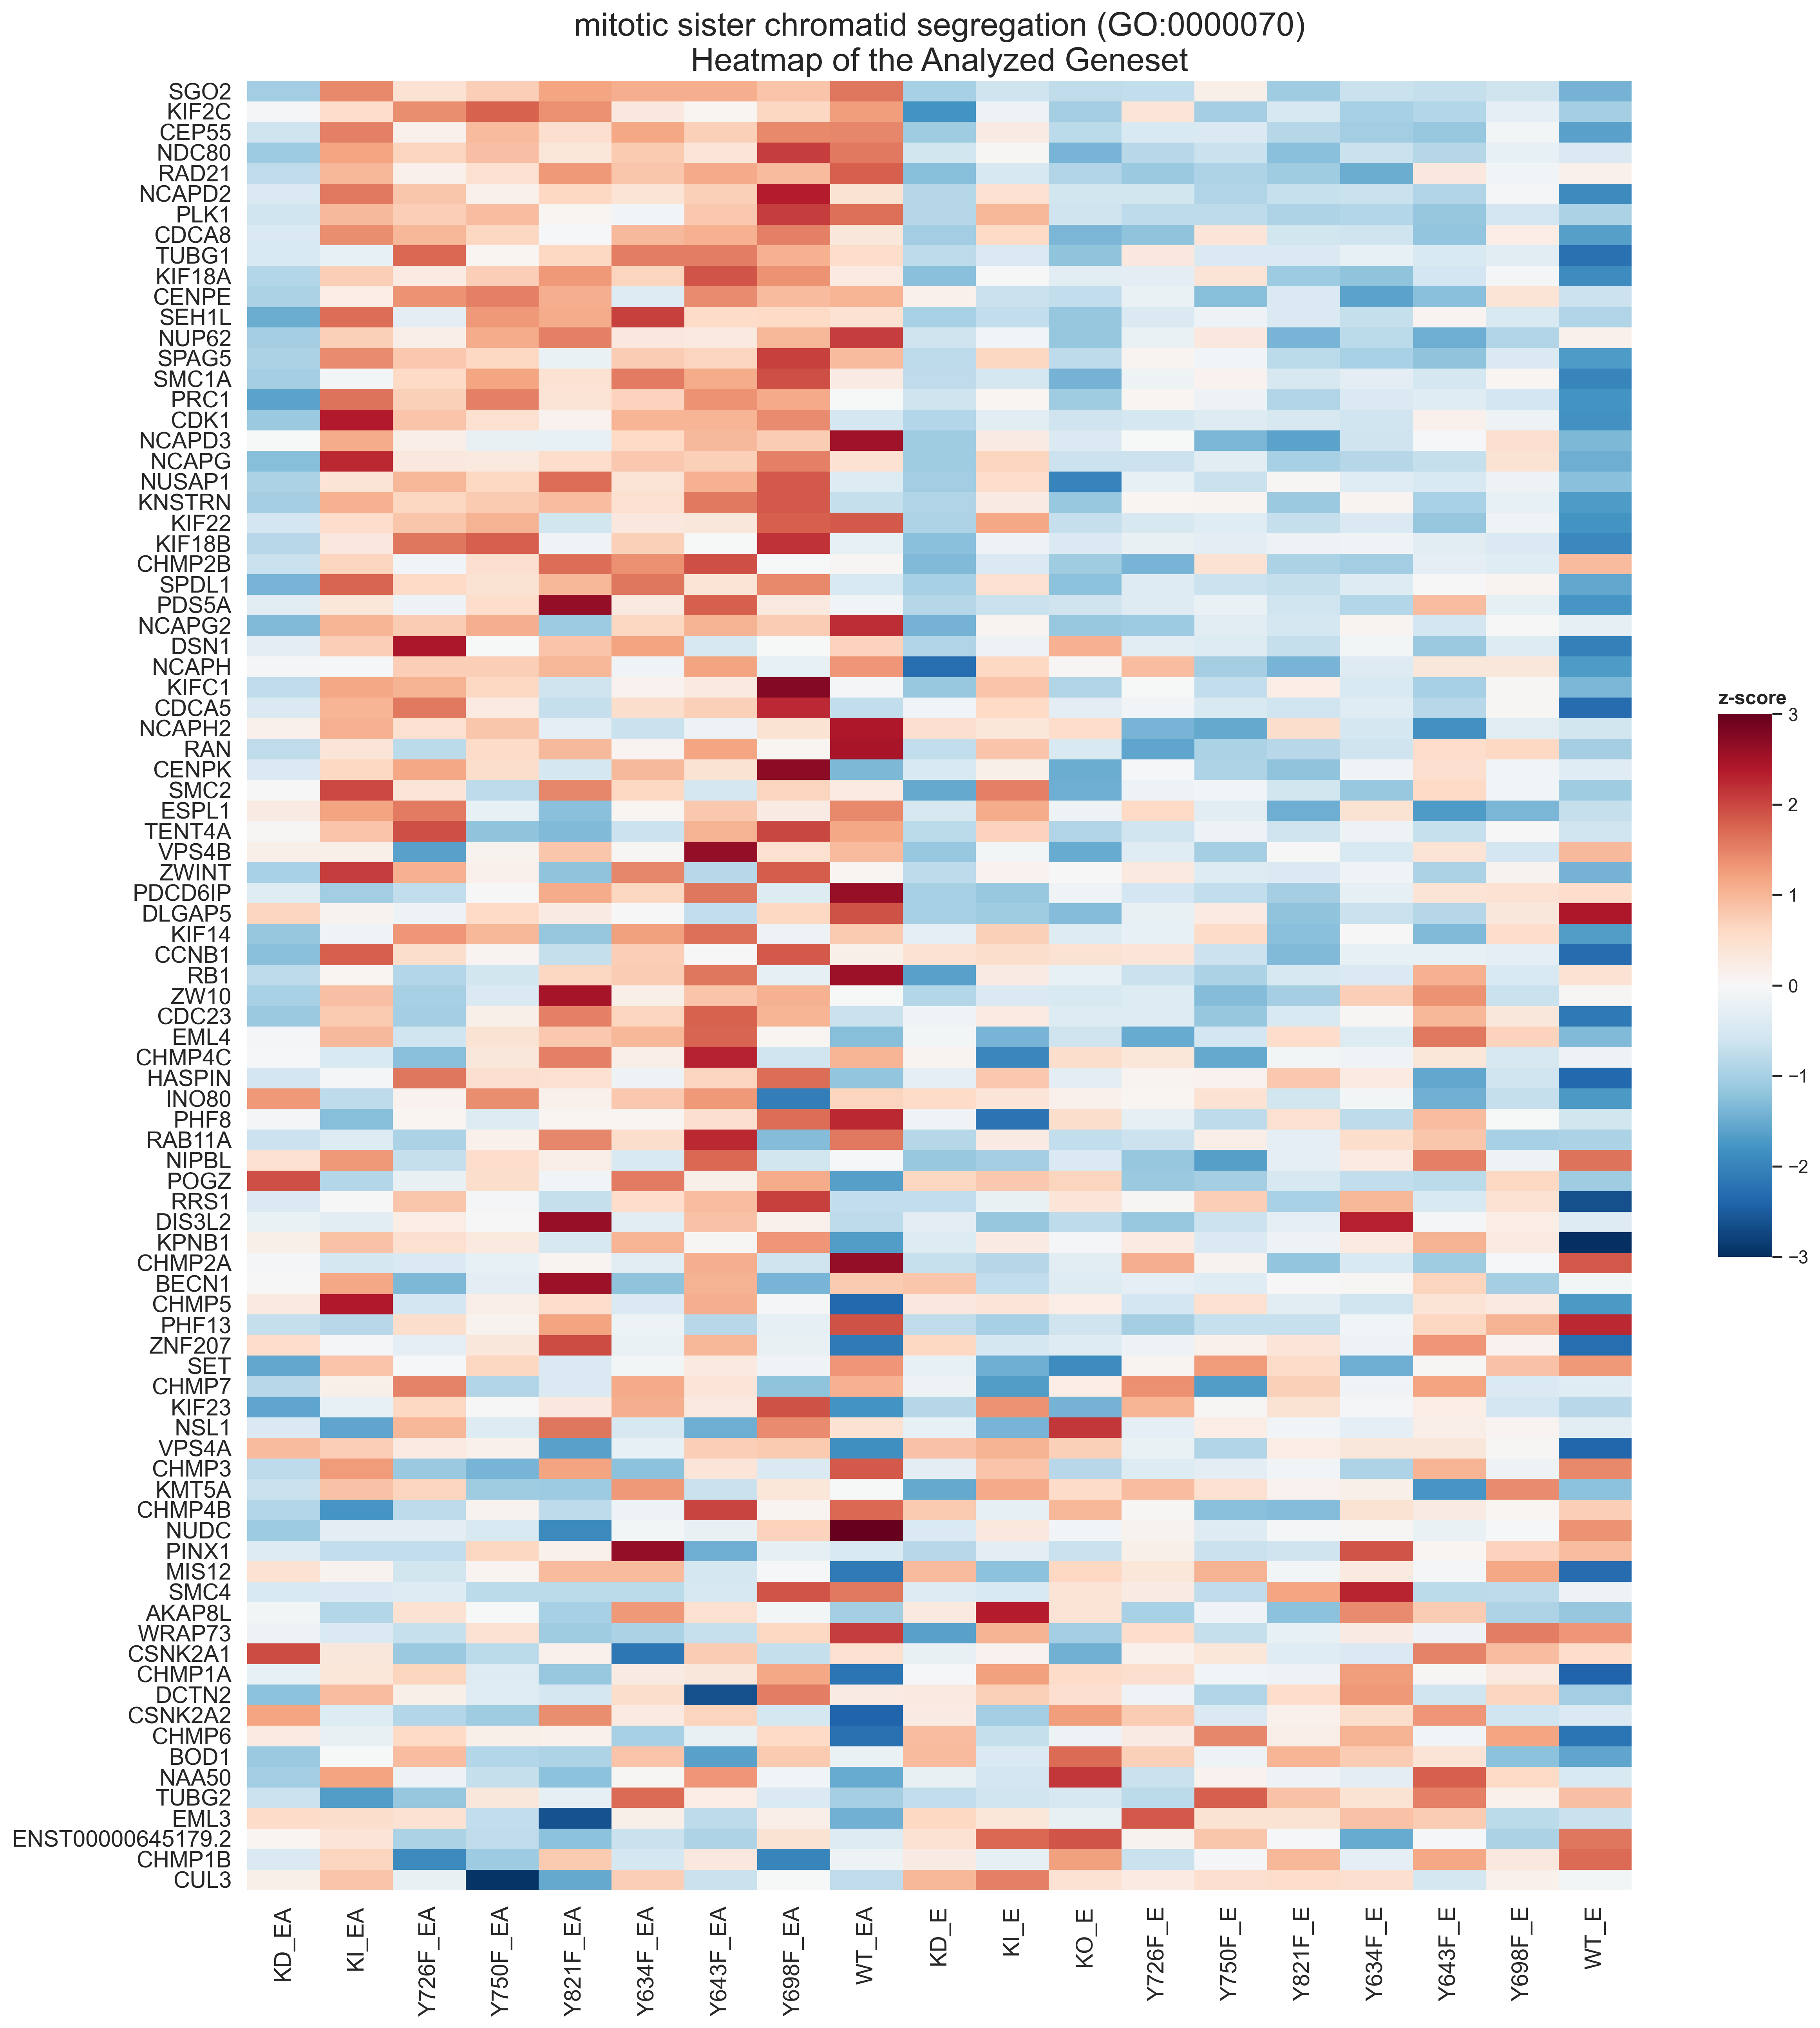 mitotic sister chromatid segregation (GO:0000070)
Heatmap of the Analyzed Geneset
SGO2
KIF2C
CEP55
NDC80
RAD21
NCAPD2
PLK1
CDCA8
TUBG1
KIF18A
CENPE
SEH1L
NUP62
SPAG5
SMC1A
PRC1
CDK1
NCAPD3
NCAPG
NUSAP1
KNSTRN
KIF22
KIF18B
CHMP2B
SPDL1
PDS5A
NCAPG2
DSN1
NCAPH
KIFC1
CDCA5
NCAPH2
RAN
CENPK
SMC2
ESPL1
TENT4A
VPS4B
ZWINT
PDCD6IP
DLGAP5
KIF14
CCNB1
RB1
ZW10
CDC23
EML4
CHMP4C
HASPIN
INO80
PHF8
RAB11A
NIPBL
POGZ
RRS1
DIS3L2
KPNB1
CHMP2A
BECN1
CHMP5
PHF13
ZNF207
SET
CHMP7
KIF23
NSL1
VPS4A
CHMP3
KMT5A
CHMP4B
NUDC
PINX1
MIS12
SMC4
AKAP8L
WRAP73
CSNK2A1
CHMP1A
DCTN2
CSNK2A2
CHMP6
BOD1
NAA50
TUBG2
EML3
ENST00000645179.2
CHMP1B
CUL3
KD_EA
KI_EA
Y726F_EA
Y750F_EA
Y821F_EA
Y634F_EA
Y643F_EA
Y698F_EA
WT_EA
KD_E
KI_E
KO_E
Y726F_E
Y750F_E
Y821F_E
Y634F_E
Y643F_E
Y698F_E
WT_E
z-score
3
2
1
0
−1
−2
−3